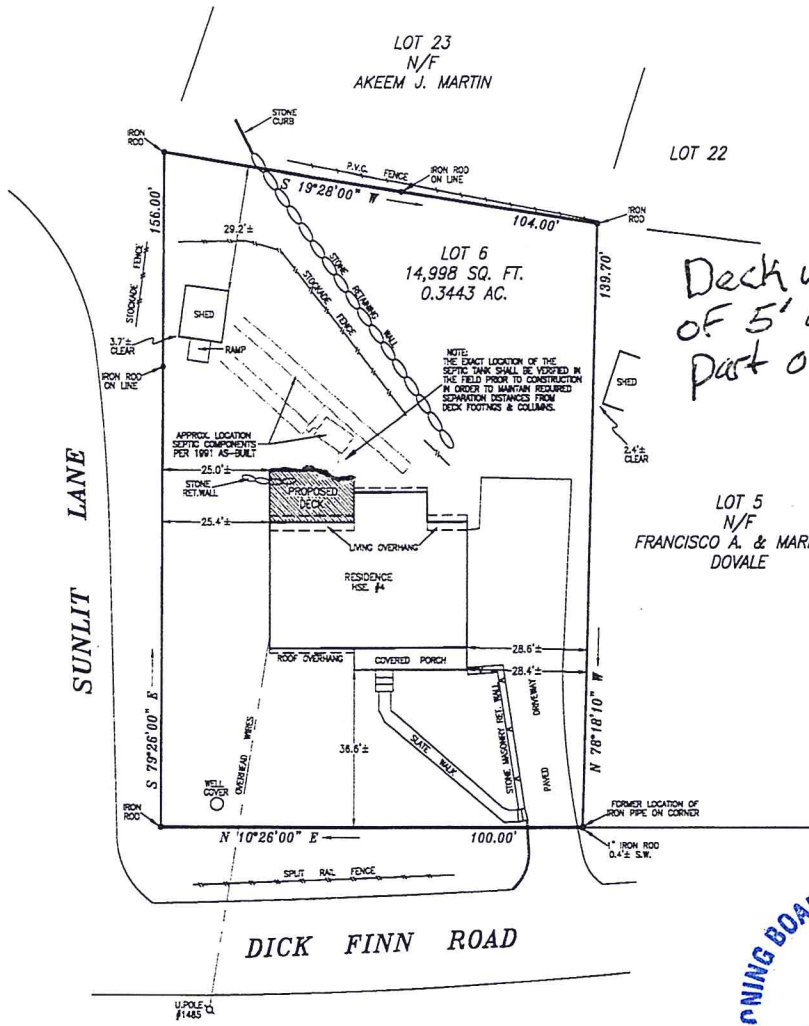 LOT 23
N/F
AKEEM J. MARTIN
STONE
CURB
IRON
ROD
P.V.C. FENCE
IRON ROD
ON LINE
LOT 22
S 19°28'00" W
104.00'
IRON
ROD
156.00'
29.2'±
LOT 6
14,998 SQ. FT.
0.3443 AC.
139.70'
STOCKADE FENCE
STOCKADE FENCE
STONE RETAINING WALL
Deck
of 5'
part
SHED
3.7'±
CLEAR
RAMP
IRON ROD
ON LINE
NOTE:
THE EXACT LOCATION OF THE
SEPTIC TANK SHALL BE VERIFIED IN
THE FIELD PRIOR TO CONSTRUCTION
IN ORDER TO MAINTAIN REQUIRED
SEPARATION DISTANCES FROM
DECK FOOTINGS & COLUMNS.
SHED
2.4'±
CLEAR
APPROX. LOCATION
SEPTIC COMPONENTS
PER 1991 AS-BUILT
25.0'±
STONE
RET.WALL
PROPOSED
DECK
25.4'±
LIVING OVERHANG
LOT 5
N/F
FRANCISCO A. &
DOVALE
RESIDENCE
HSE. #4
SUNLIT LANE
28.6'±
ROOF OVERHANG
COVERED PORCH
28.4'±
S 79°26'00" E
OVERHEAD WIRES
36.6'±
SLATE WALK
STONE MASONRY RET. WALL
DRIVEWAY
PAVED
N 78°18'10" W
WELL
COVER
IRON
ROD
FORMER LOCATION OF
IRON PIPE ON CORNER
N 10°26'00" E
100.00'
1" IRON ROD
0.4'± S.W.
SPLIT RAIL FENCE
DICK FINN ROAD
U.POLE
#1485